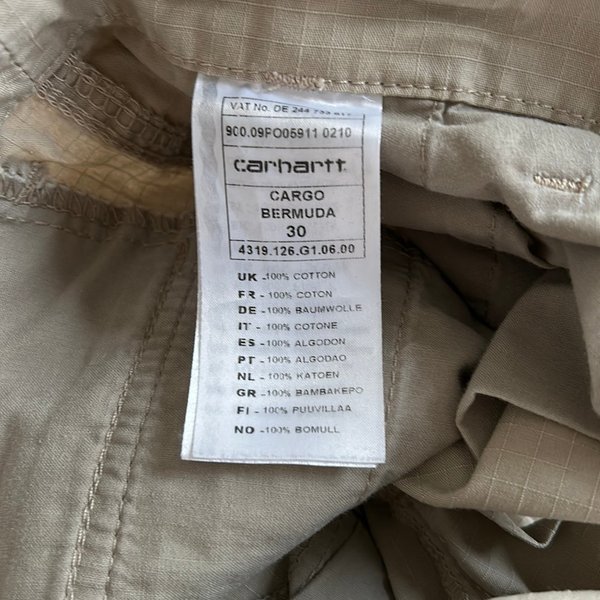 VAT No. DE 244
9C0.09PO05911 0210
carhartt
CARGO
BERMUDA
30
4319.126.G1.06.00
UK -100% COTTON
FR - 100% COTON
DE -100% BAUMWOLLE
IT - 100% COTONE
ES -100% ALGODON
PT - 100% ALGODAO
NL - 100% KATOEN
GR -100% BAMBAKEPO
FI - 100% PUUVILLAA
NO -100% BOMULL